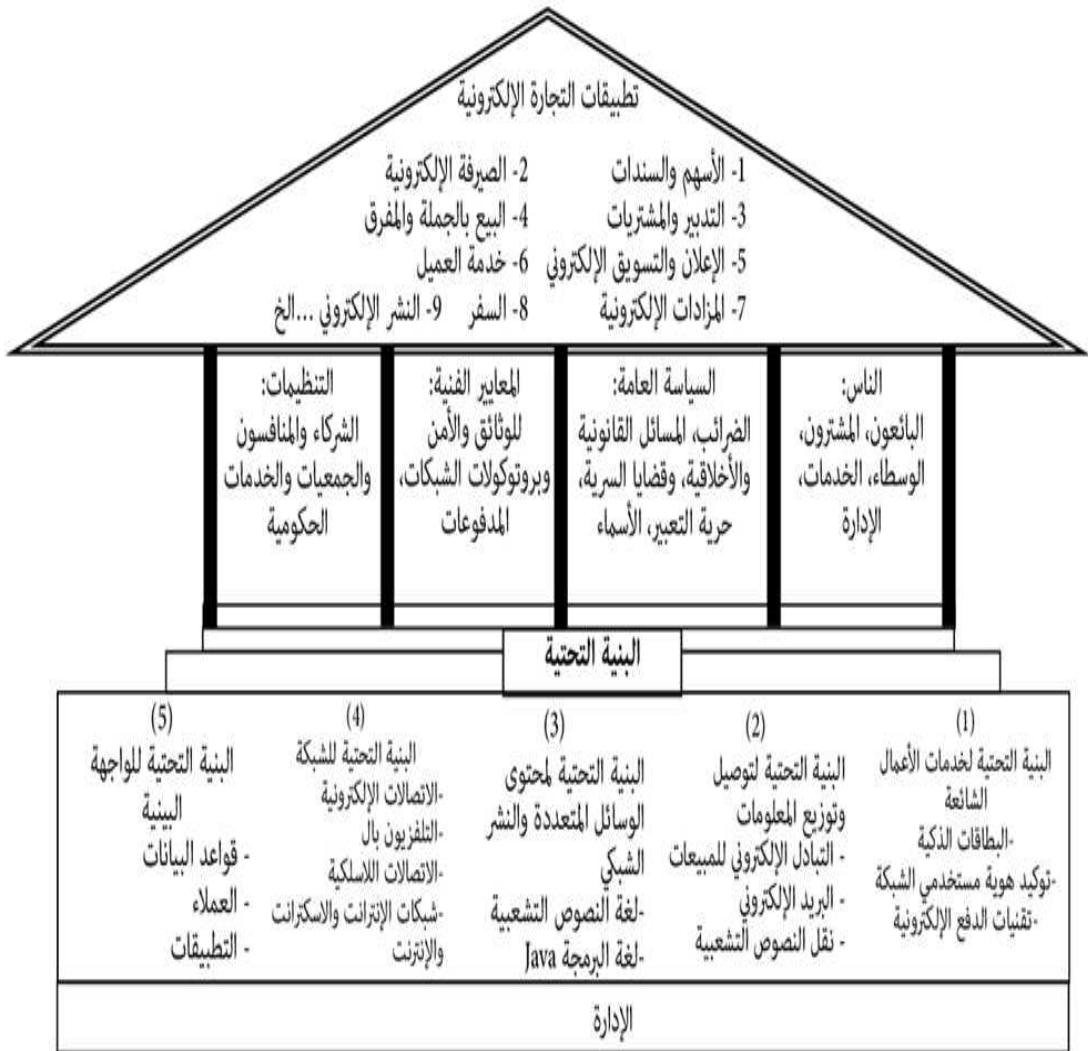 تطبيقات التجارة الإلكترونية
1- الأسهم والسندات 2- الصيرفة الإلكترونية
3- التدبير والمشتريات 4- البيع بالجملة والمفرق
5- الإعلان والتسويق الإلكتروني 6- خدمة العميل
7- المزادات الإلكترونية 8- السفر 9- النشر الإلكتروني ...الخ
الناس:
البائعون، المشترون،
الوسطاء، الخدمات،
الإدارة
السياسة العامة:
الضرائب، المسائل القانونية
والأخلاقية، وقضايا السرية،
حرية التعبير، الأسماء
المعايير الفنية:
للوثائق والأمن
وبروتوكولات الشبكات،
المدفوعات
التنظيمات:
الشركاء والمنافسون
والجمعيات والخدمات
الحكومية
البنية التحتية
(1)
البنية التحتية لخدمات الأعمال
الشائعة
-البطاقات الذكية
-توكيد هوية مستخدمي الشبكة
-تقنيات الدفع الإلكترونية
(2)
البنية التحتية لتوصيل
وتوزيع المعلومات
- التبادل الإلكتروني للمبيعات
- البريد الإلكتروني
- نقل النصوص التشعبية
(3)
البنية التحتية لمحتوى
الوسائل المتعددة والنشر
الشبكي
-لغة النصوص التشعبية
-لغة البرمجة Java
(4)
البنية التحتية للشبكة
-الاتصالات الإلكترونية
-التلفزيون بال
-الاتصالات اللاسلكية
-شبكات الإنترانت والاسكترانت
والإنترنت
(5)
البنية التحتية للواجهة
البينية
- قواعد البيانات
- العملاء
- التطبيقات
الإدارة